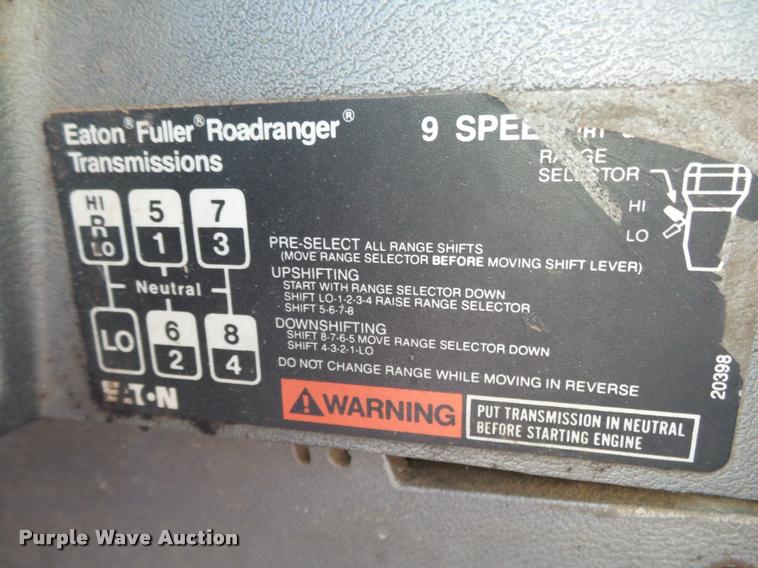 Eaton® Fuller® Roadranger®
Transmissions
9 SPEE
RANGE
SELECTOR
HI
LO
HI
R
LO
5
1
7
3
Neutral
LO
6
2
8
4
EATON
PRE-SELECT ALL RANGE SHIFTS
(MOVE RANGE SELECTOR BEFORE MOVING SHIFT LEVER)
UPSHIFTING
START WITH RANGE SELECTOR DOWN
SHIFT LO-1-2-3-4 RAISE RANGE SELECTOR
SHIFT 5-6-7-8
DOWNSHIFTING
SHIFT 8-7-6-5 MOVE RANGE SELECTOR DOWN
SHIFT 4-3-2-1-LO
DO NOT CHANGE RANGE WHILE MOVING IN REVERSE
WARNING
PUT TRANSMISSION IN NEUTRAL
BEFORE STARTING ENGINE
20398
Purple Wave Auction